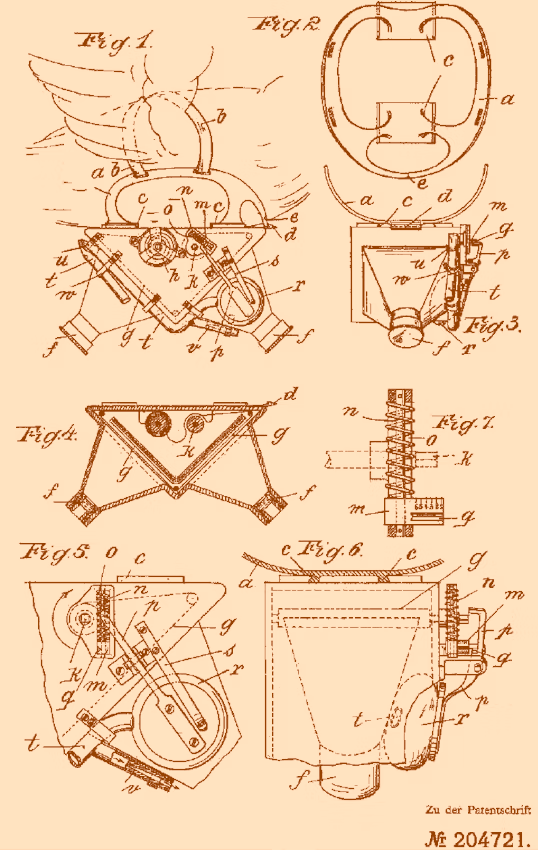 Fig. 1.
Fig. 2.
b
c
a
a b
n
c o m c
e
e
d
u
h
k
s
t
w
r
f
g t
v p
f
a c d
m
q
p
u
w
t
r
f
Fig. 3.
Fig. 4.
d
k
g
g
f
f
Fig. 7.
n
o
k
m
q
Fig. 5.
o c
n
p
g
s
k
q m
r
t
v
Fig. 6.
a
c
c
g
n
m
p
q
p
t
r
f
Zu der Patentschrift
№ 204721.